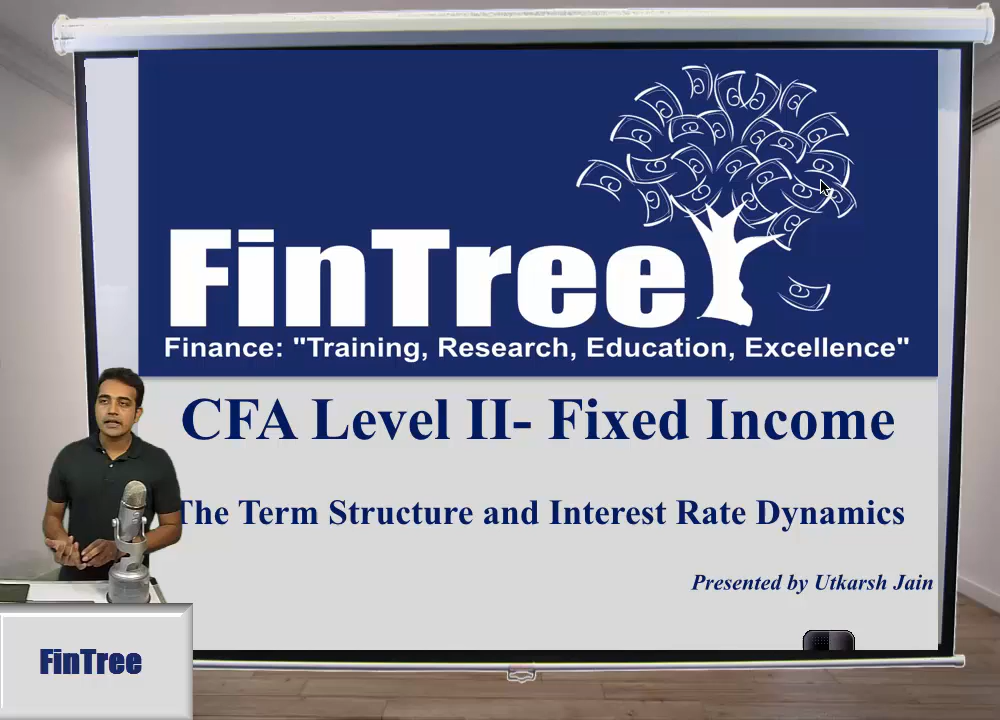 FinTree
Finance: "Training, Research, Education, Excellence"
CFA Level II- Fixed Income
The Term Structure and Interest Rate Dynamics
Presented by Utkarsh Jain
FinTree